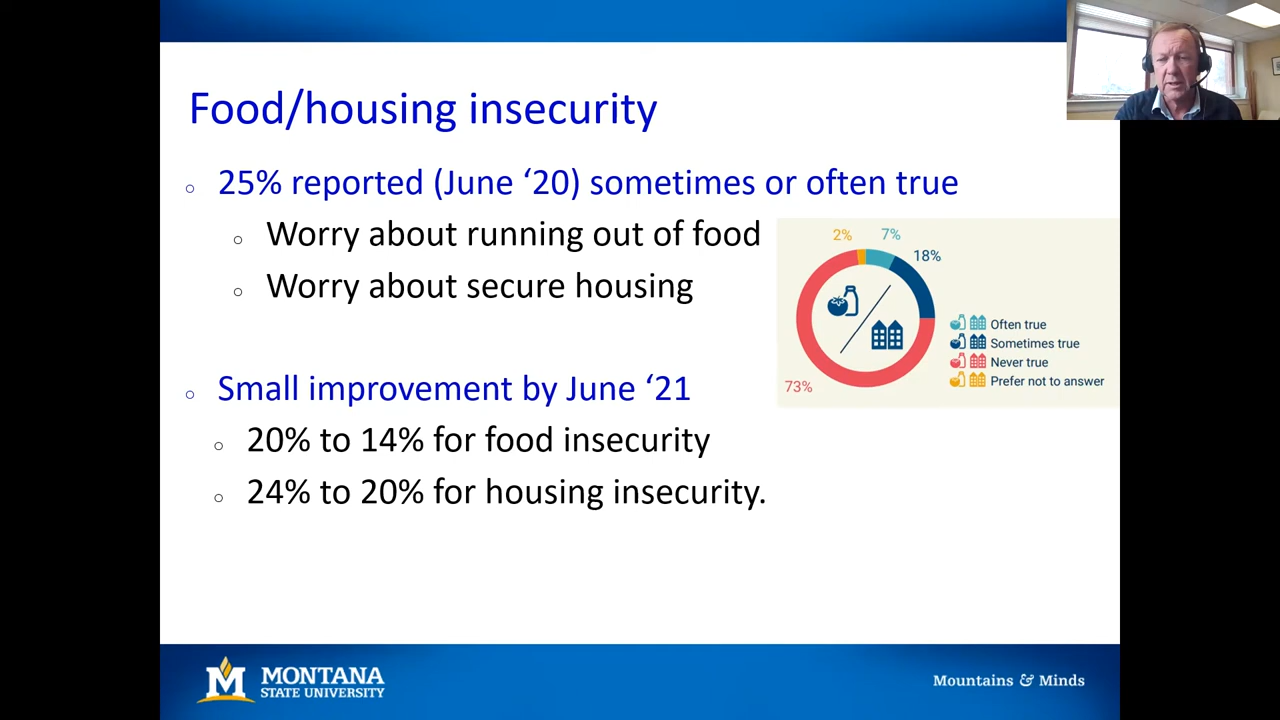 Food/housing insecurity
25% reported (June ‘20) sometimes or often true
Worry about running out of food
Worry about secure housing
2%
7%
18%
73%
Often true
Sometimes true
Never true
Prefer not to answer
Small improvement by June ‘21
20% to 14% for food insecurity
24% to 20% for housing insecurity.
M
MONTANA
STATE UNIVERSITY
Mountains & Minds